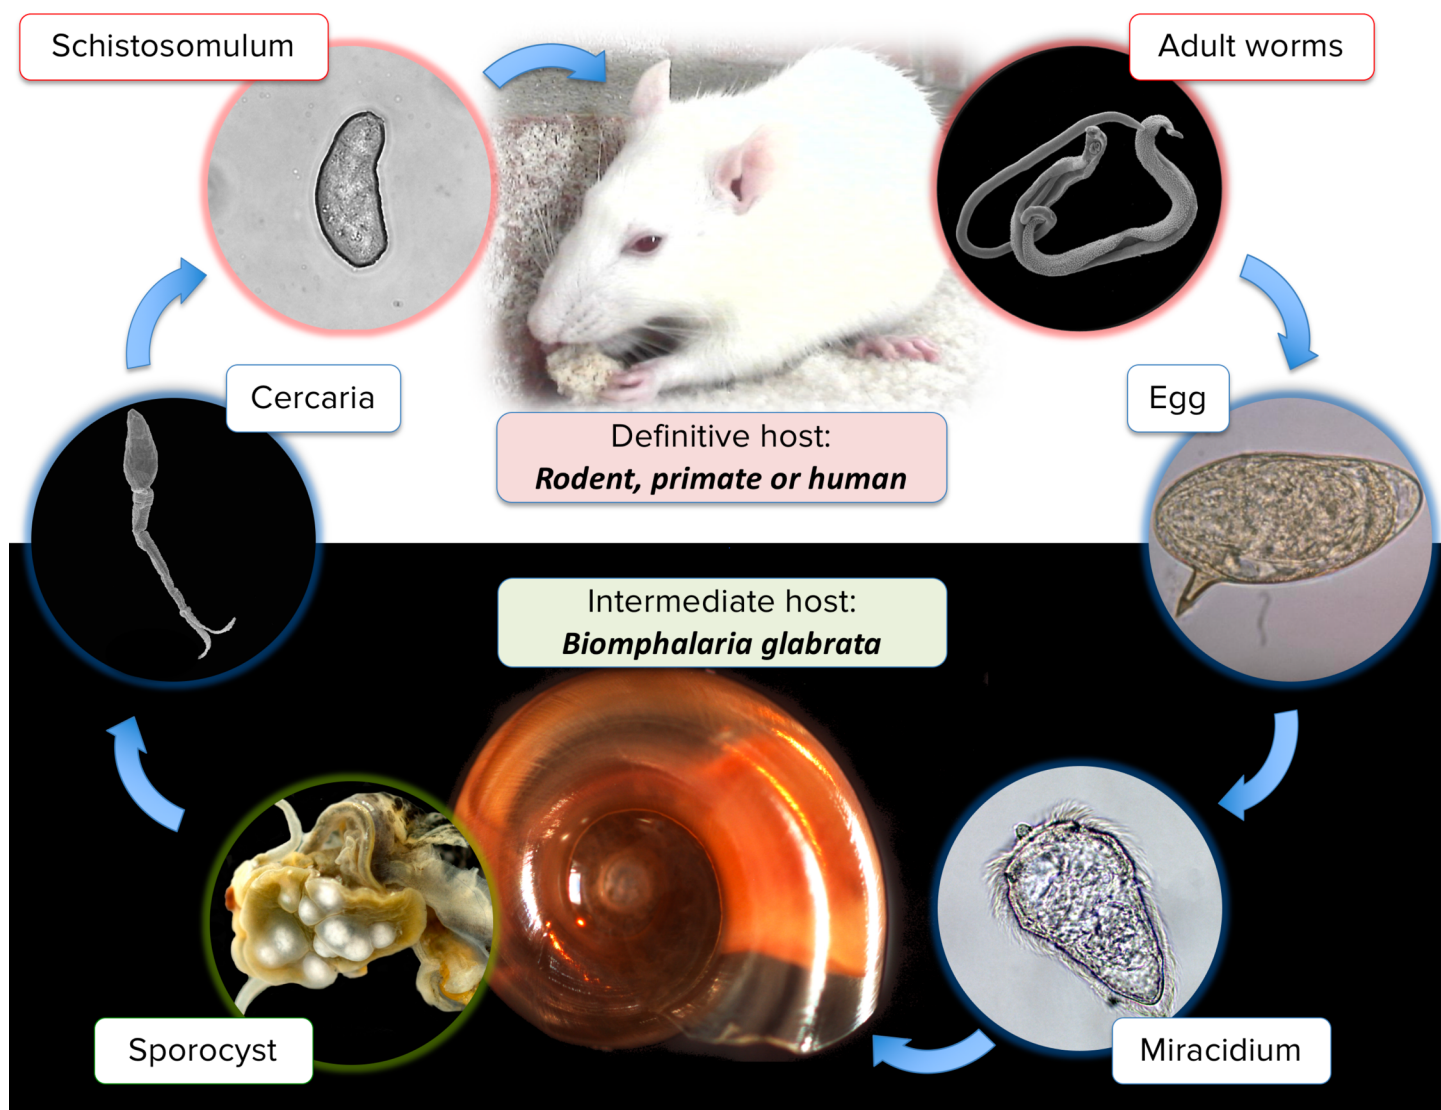 Schistosomulum
Adult worms
Cercaria
Egg
Definitive host:
Rodent, primate or human
Intermediate host:
Biomphalaria glabrata
Sporocyst
Miracidium